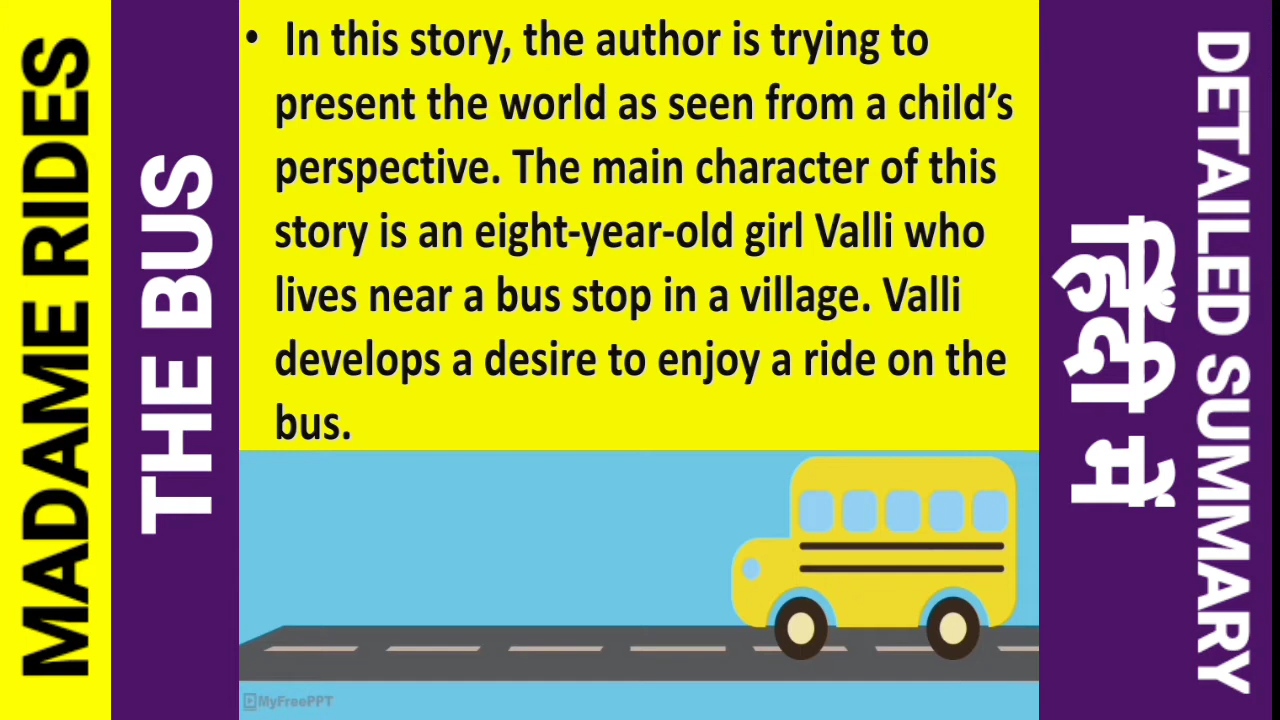 MADAME RIDES
THE BUS
• In this story, the author is trying to
present the world as seen from a child’s
perspective. The main character of this
story is an eight-year-old girl Valli who
lives near a bus stop in a village. Valli
develops a desire to enjoy a ride on the
bus.
MyFreePPT
हिंदी में
DETAILED SUMMARY